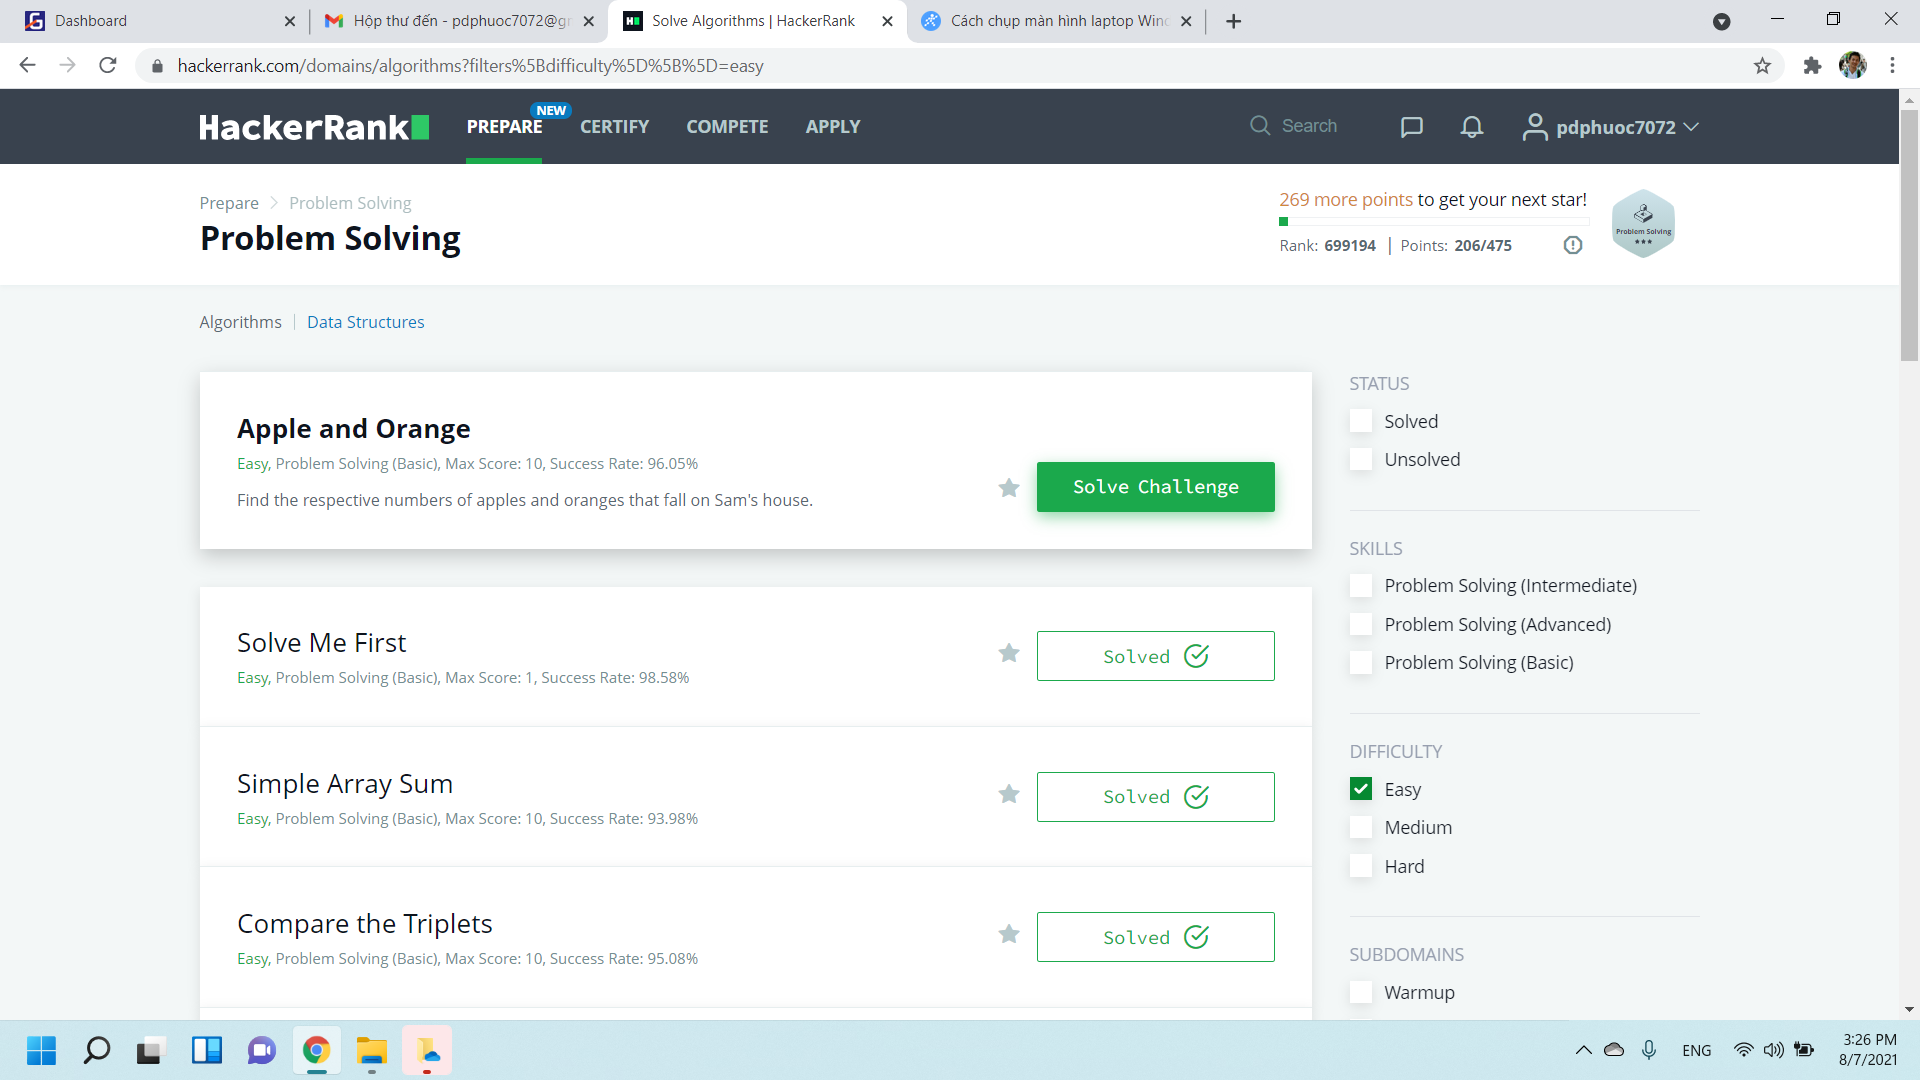 Dashboard
Hộp thư đến - pdphuoc7072@gr
Solve Algorithms | HackerRank
Cách chụp màn hình laptop Winc
hackerrank.com/domains/algorithms?filters%5Bdifficulty%5D%5B%5D=easy
HackerRank
PREPARE
NEW
CERTIFY
COMPETE
APPLY
Search
pdphuoc7072
Prepare
Problem Solving
Problem Solving
269 more points to get your next star!
Rank: 699194 | Points: 206/475
Problem Solving
Algorithms
Data Structures
Apple and Orange
Easy, Problem Solving (Basic), Max Score: 10, Success Rate: 96.05%
Find the respective numbers of apples and oranges that fall on Sam's house.
Solve Challenge
Solve Me First
Easy, Problem Solving (Basic), Max Score: 1, Success Rate: 98.58%
Solved
Simple Array Sum
Easy, Problem Solving (Basic), Max Score: 10, Success Rate: 93.98%
Solved
Compare the Triplets
Easy, Problem Solving (Basic), Max Score: 10, Success Rate: 95.08%
Solved
STATUS
Solved
Unsolved
SKILLS
Problem Solving (Intermediate)
Problem Solving (Advanced)
Problem Solving (Basic)
DIFFICULTY
Easy
Medium
Hard
SUBDOMAINS
Warmup
ENG
3:26 PM
8/7/2021